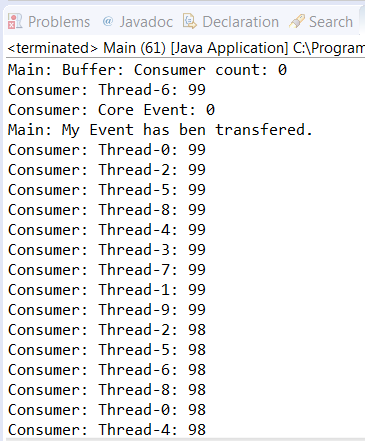 Problems @ Javadoc Declaration Search
<terminated> Main (61) [Java Application] C:\Program
Main: Buffer: Consumer count: 0
Consumer: Thread-6: 99
Consumer: Core Event: 0
Main: My Event has ben transfered.
Consumer: Thread-0: 99
Consumer: Thread-2: 99
Consumer: Thread-5: 99
Consumer: Thread-8: 99
Consumer: Thread-4: 99
Consumer: Thread-3: 99
Consumer: Thread-7: 99
Consumer: Thread-1: 99
Consumer: Thread-9: 99
Consumer: Thread-2: 98
Consumer: Thread-5: 98
Consumer: Thread-6: 98
Consumer: Thread-8: 98
Consumer: Thread-0: 98
Consumer: Thread-4: 98